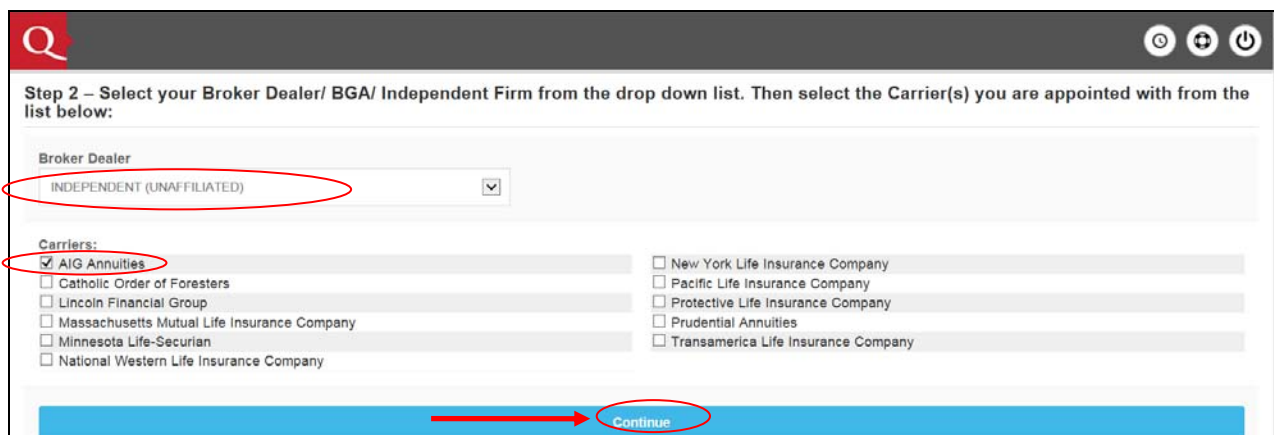 Q
Step 2 – Select your Broker Dealer/ BGA/ Independent Firm from the drop down list. Then select the Carrier(s) you are appointed with from the
list below:
Broker Dealer
INDEPENDENT (UNAFFILIATED)
Carriers:
AIG Annuities
Catholic Order of Foresters
Lincoln Financial Group
Massachusetts Mutual Life Insurance Company
Minnesota Life-Securian
National Western Life Insurance Company
New York Life Insurance Company
Pacific Life Insurance Company
Protective Life Insurance Company
Prudential Annuities
Transamerica Life Insurance Company
Continue